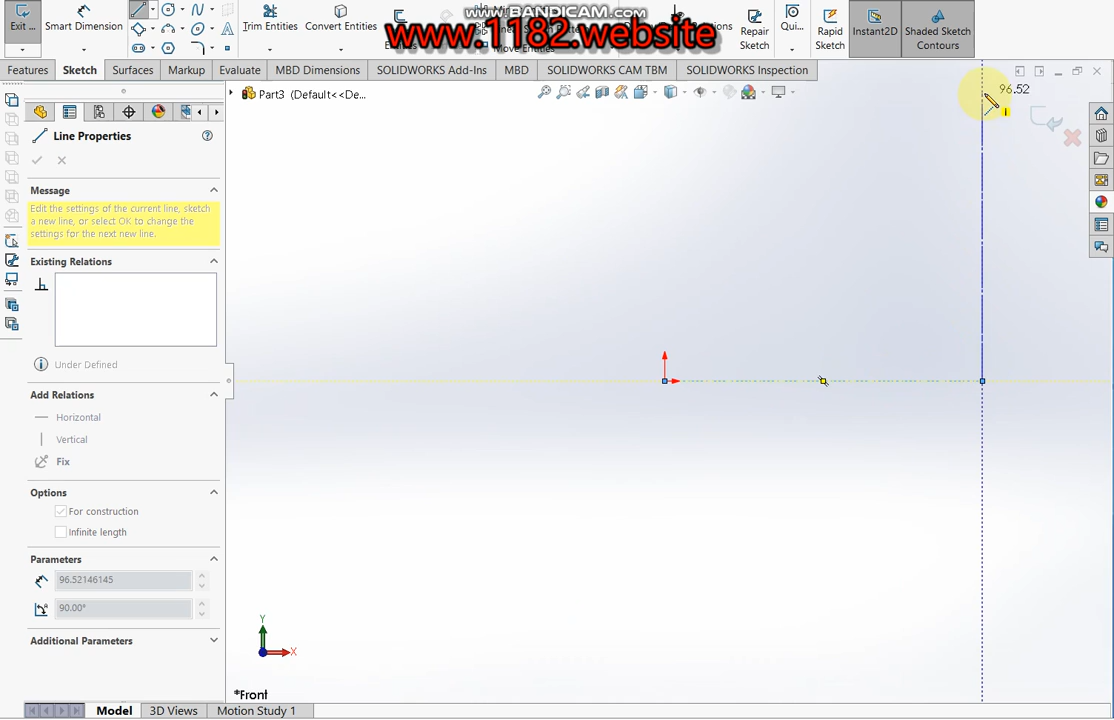 www.BANDICAM.com
www.1182.website
Exit ...
Smart Dimension
Trim Entities
Convert Entities
Move Entities
Repair Sketch
Qui...
Rapid Sketch
Instant2D
Shaded Sketch Contours
Features
Sketch
Surfaces
Markup
Evaluate
MBD Dimensions
SOLIDWORKS Add-Ins
MBD
SOLIDWORKS CAM TBM
SOLIDWORKS Inspection
Part3 (Default<<De...
96.52
Line Properties
Message
Edit the settings of the current line, sketch
a new line, or select OK to change the
settings for the next new line.
Existing Relations
Under Defined
Add Relations
Horizontal
Vertical
Fix
Options
For construction
Infinite length
Parameters
96.52146145
90.00°
Additional Parameters
Y
X
*Front
Model
3D Views
Motion Study 1